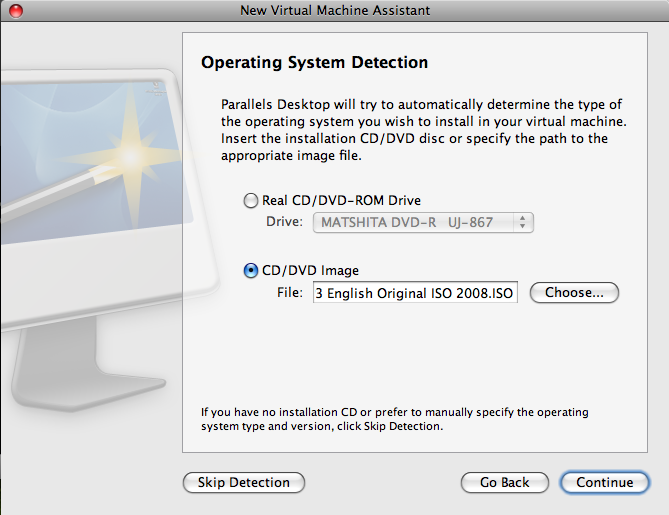 New Virtual Machine Assistant
Operating System Detection
Parallels Desktop will try to automatically determine the type of
the operating system you wish to install in your virtual machine.
Insert the installation CD/DVD disc or specify the path to the
appropriate image file.
Real CD/DVD-ROM Drive
Drive: MATSHITA DVD-R UJ-867
CD/DVD Image
File: 3 English Original ISO 2008.ISO Choose...
If you have no installation CD or prefer to manually specify the operating
system type and version, click Skip Detection.
Skip Detection Go Back Continue